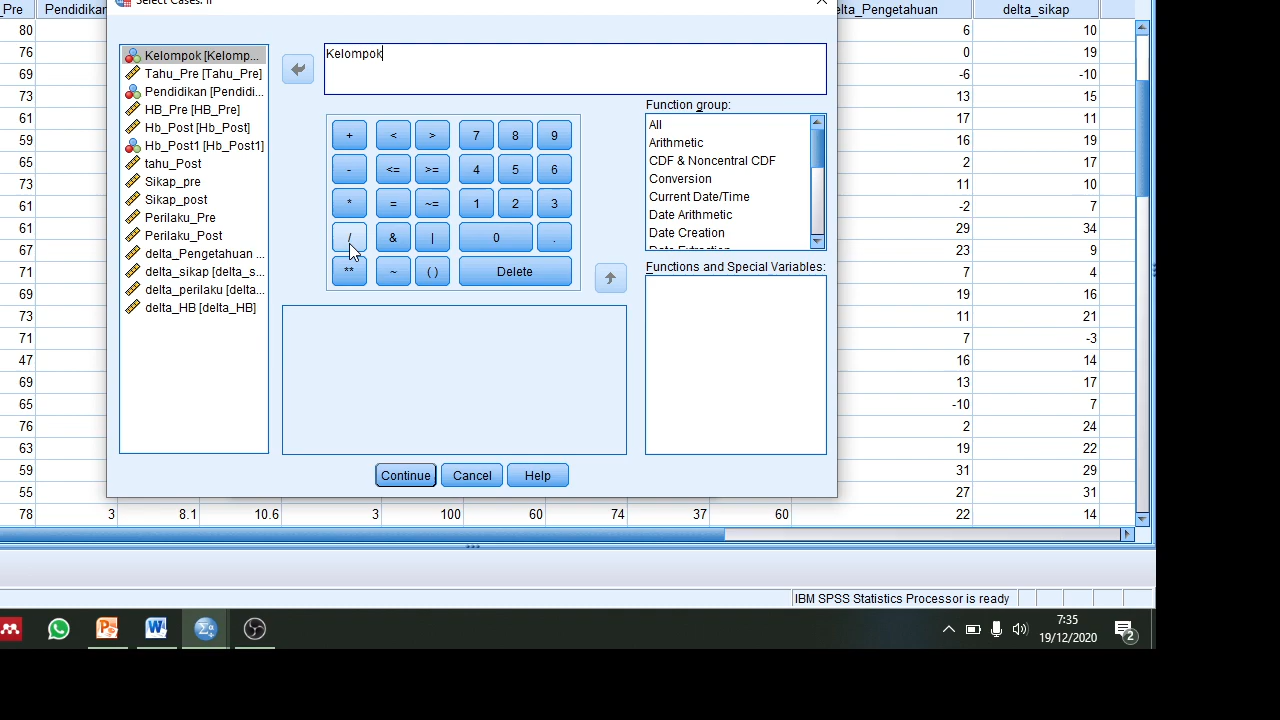 _Pre Pendidikan Select Cases: If delta_Pengetahuan delta_sikap
80 6 10
76 0 19
69 -6 -10
73 13 15
61 17 11
59 16 19
65 2 17
73 11 10
61 -2 7
61 29 34
67 23 9
71 7 4
69 19 16
73 11 21
71 7 -3
47 16 14
69 13 17
65 -10 7
76 2 24
63 19 22
59 31 29
55 27 31
78 3 8.1 10.6 3 100 60 74 37 60 22 14
Kelompok [Kelomp...
Tahu_Pre [Tahu_Pre]
Pendidikan [Pendidi...
HB_Pre [HB_Pre]
Hb_Post [Hb_Post]
Hb_Post1 [Hb_Post1]
tahu_Post
Sikap_pre
Sikap_post
Perilaku_Pre
Perilaku_Post
delta_Pengetahuan ...
delta_sikap [delta_s...
delta_perilaku [delta...
delta_HB [delta_HB]
Kelompok
+ < > 7 8 9
- <= >= 4 5 6
* = ~= 1 2 3
/ & | 0 .
** ~ ( ) Delete
Function group:
All
Arithmetic
CDF & Noncentral CDF
Conversion
Current Date/Time
Date Arithmetic
Date Creation
Date Extraction
Functions and Special Variables:
Continue Cancel Help
IBM SPSS Statistics Processor is ready
7:35
19/12/2020
2